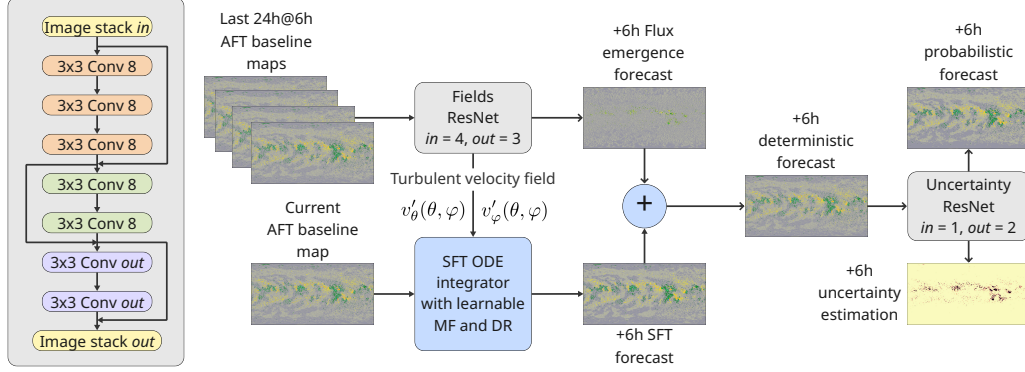 Image stack in
3x3 Conv 8
3x3 Conv 8
3x3 Conv 8
3x3 Conv 8
3x3 Conv 8
3x3 Conv out
3x3 Conv out
Image stack out
Last 24h@6h
AFT baseline
maps
Fields
ResNet
in = 4, out = 3
+6h Flux
emergence
forecast
Turbulent velocity field
v′θ(θ, φ) v′φ(θ, φ)
Current
AFT baseline
map
SFT ODE
integrator
with learnable
MF and DR
+
+6h SFT
forecast
+6h
deterministic
forecast
+6h
probabilistic
forecast
Uncertainty
ResNet
in = 1, out = 2
+6h
uncertainty
estimation